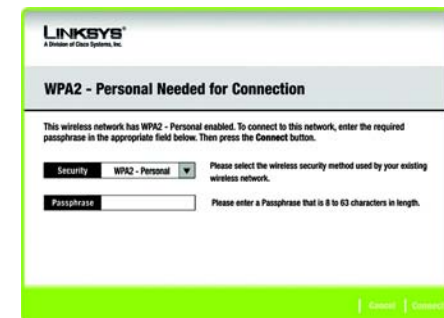 LINKSYS®
A Division of Cisco Systems, Inc.
WPA2 - Personal Needed for Connection
This wireless network has WPA2 - Personal enabled. To connect to this network, enter the required
passphrase in the appropriate field below. Then press the Connect button.
Security WPA2 - Personal Please select the wireless security method used by your existing
wireless network.
Passphrase Please enter a Passphrase that is 8 to 63 characters in length.
Cancel Connect